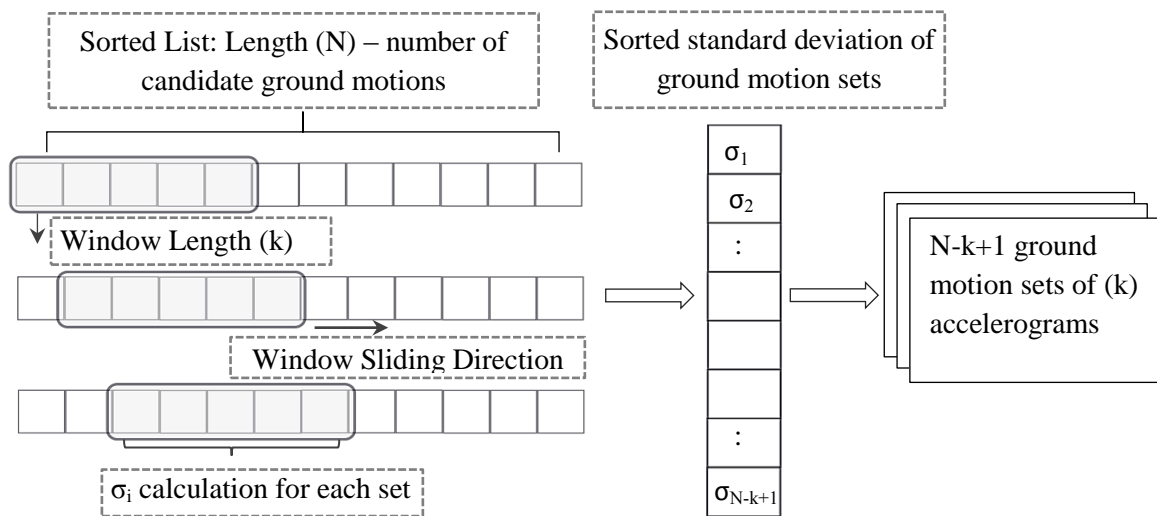 Sorted List: Length (N) – number of
candidate ground motions
Sorted standard deviation of
ground motion sets
Window Length (k)
Window Sliding Direction
σi calculation for each set
σ1
σ2
:
:
σN-k+1
N-k+1 ground
motion sets of (k)
accelerograms